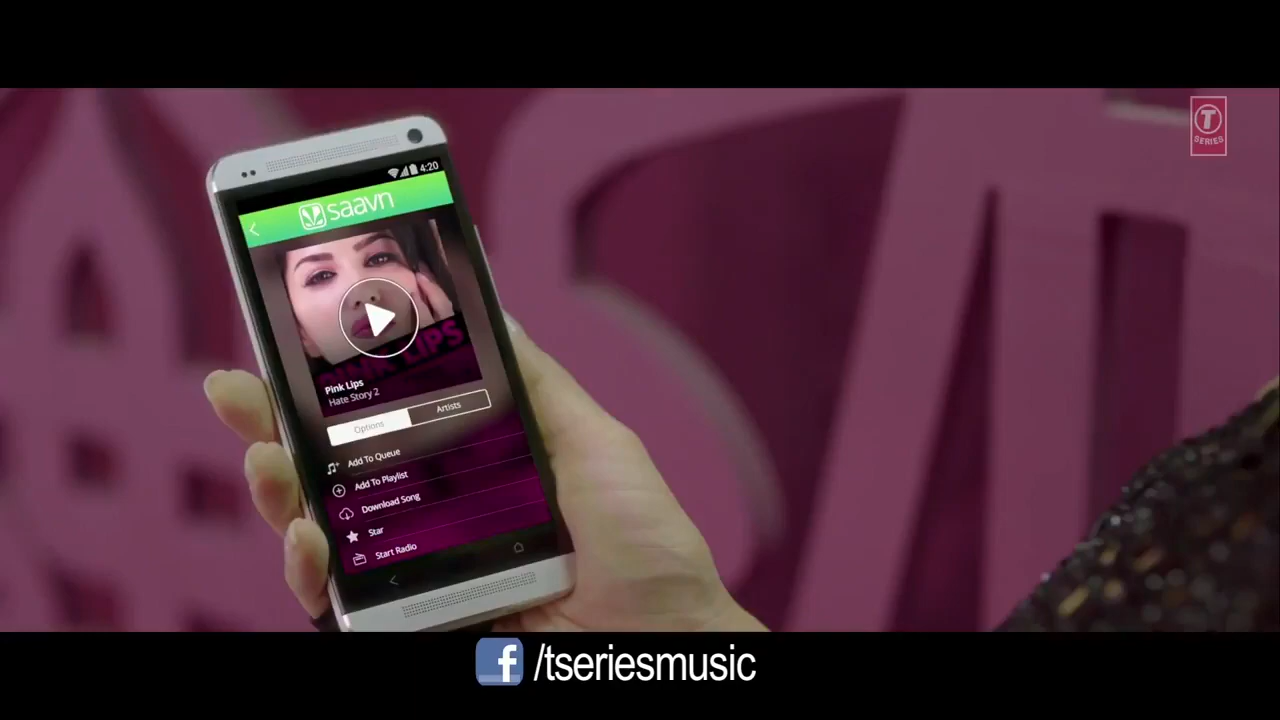 T
SERIES
4:20
saavn
PINK LIPS
Pink Lips
Hate Story 2
Options
Artists
Add To Queue
Add To Playlist
Download Song
Star
Start Radio
f /tseriesmusic